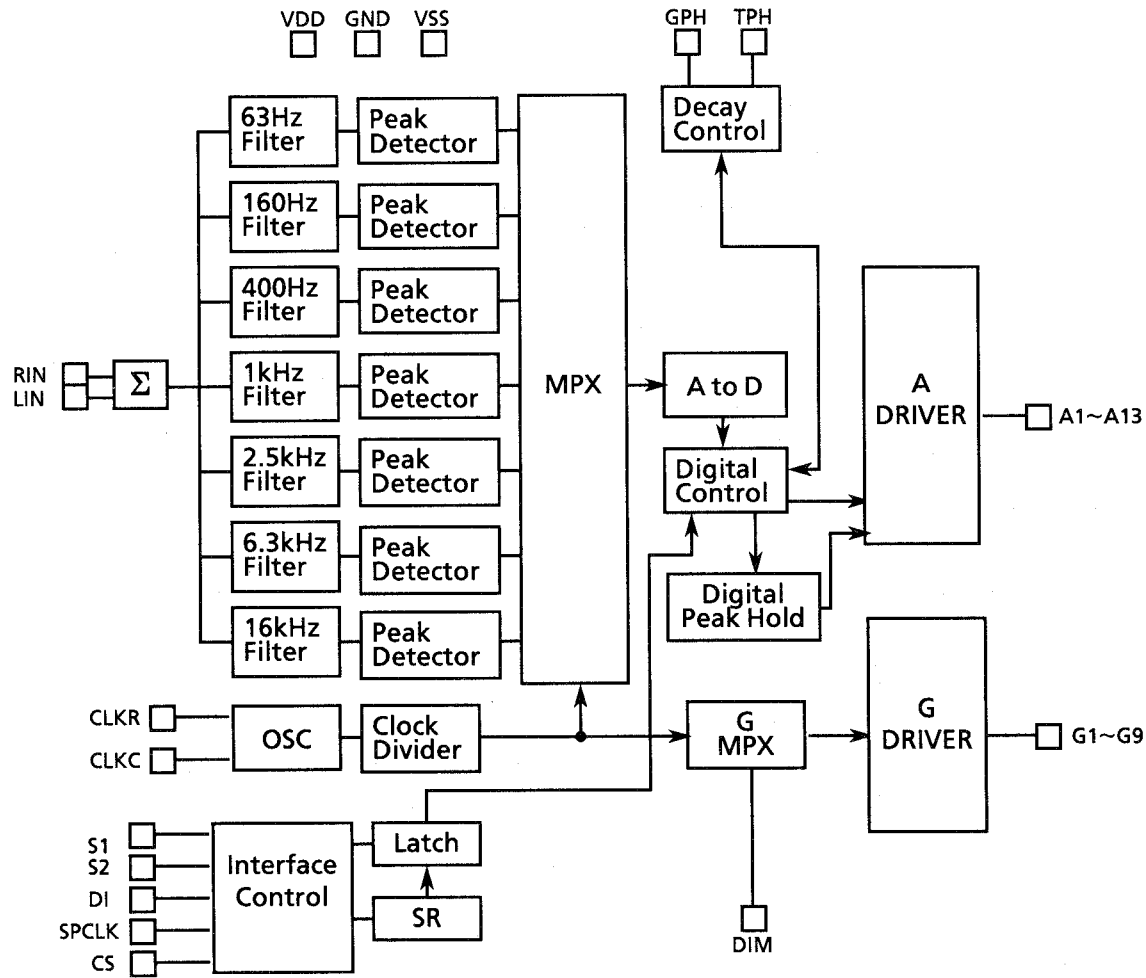 VDD GND VSS
GPH TPH
Decay
Control
63Hz
Filter
Peak
Detector
160Hz
Filter
Peak
Detector
400Hz
Filter
Peak
Detector
1kHz
Filter
Peak
Detector
2.5kHz
Filter
Peak
Detector
6.3kHz
Filter
Peak
Detector
16kHz
Filter
Peak
Detector
RIN
LIN
Σ
MPX
A to D
Digital
Control
Digital
Peak Hold
A
DRIVER
A1~A13
CLKR
CLKC
OSC
Clock
Divider
G
MPX
G
DRIVER
G1~G9
S1
S2
DI
SPCLK
CS
Interface
Control
Latch
SR
DIM